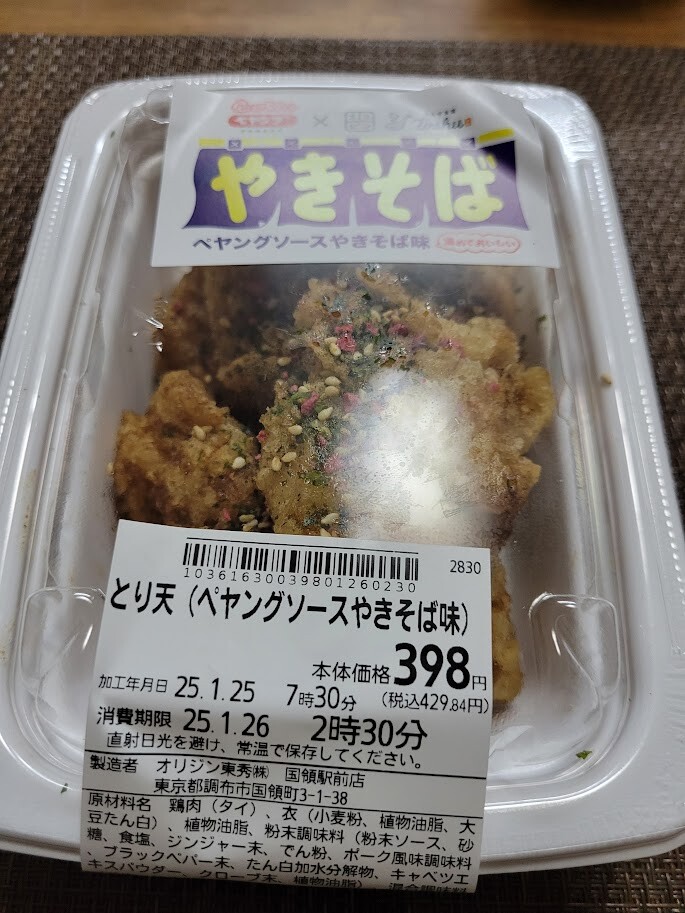 ペヤング
×
やきそば
ペヤングソースやきそば味
2830
103616300398012602​30
とり天（ペヤングソースやきそば味）
本体価格398円
加工年月日 25.1.25 7時30分 （税込429.84円）
消費期限 25.1.26 2時30分
直射日光を避け、常温で保存してください。
製造者 オリジン東秀㈱ 国領駅前店
東京都調布市国領町3-1-38
原材料名 鶏肉（タイ）、衣（小麦粉、植物油脂、大
豆たん白）、植物油脂、粉末調味料（粉末ソース、砂
糖、食塩、ジンジャー末、でん粉、ポーク風味調味料
、ブラックペパー末、たん白加水分解物、キャベツエ
キスパウダー、クローブ末、植物油脂）